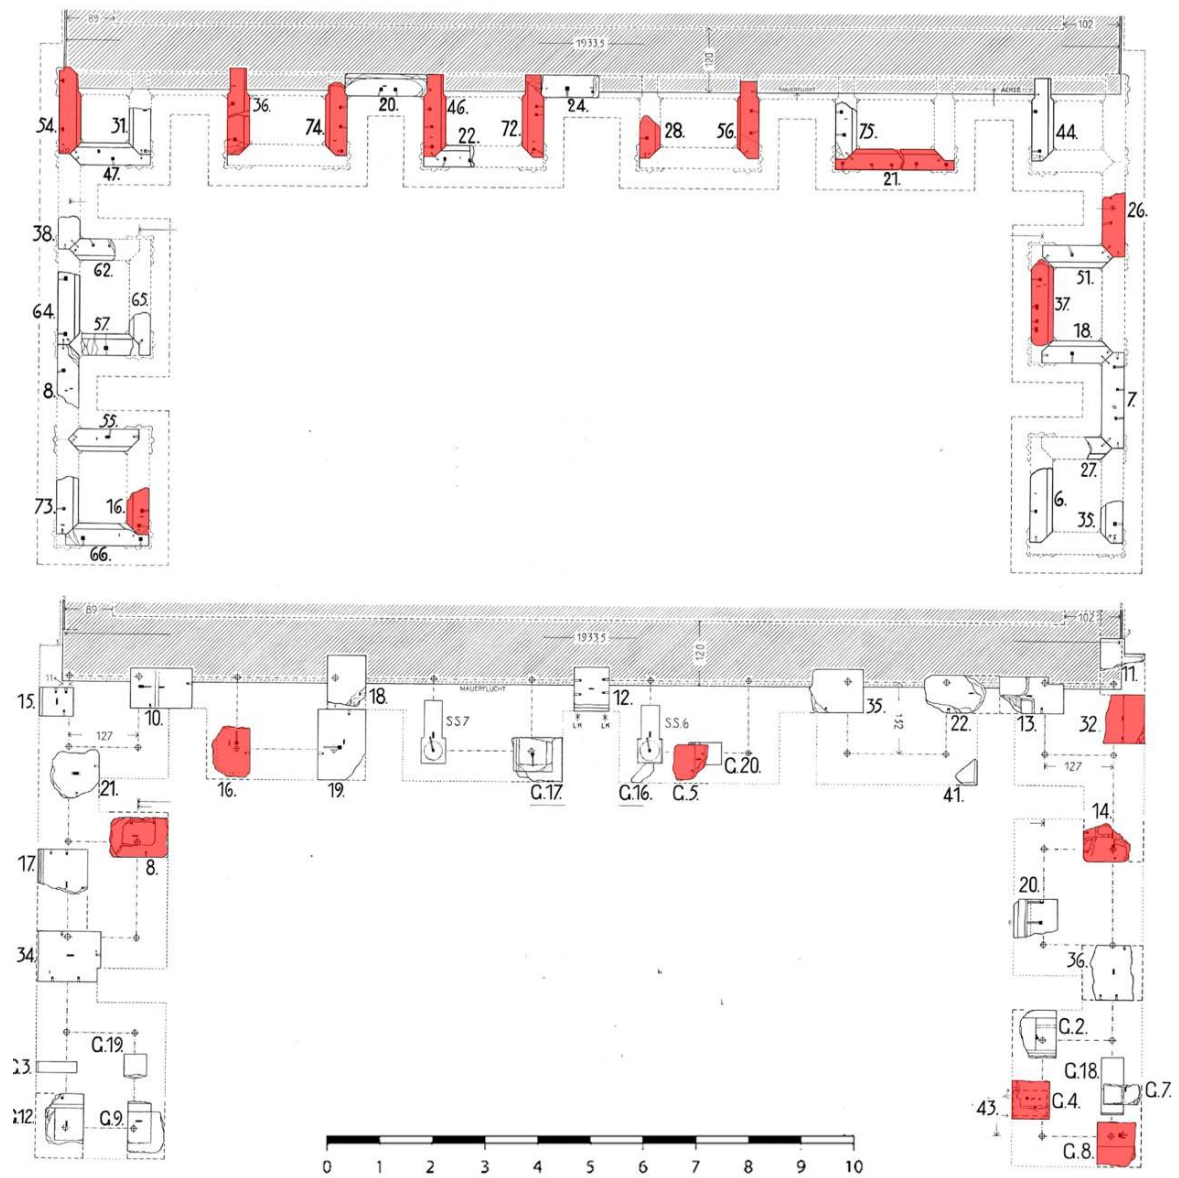 89 102
1933.5
120
MAUERFLUCHT ACHSE
54. 31. 36. 74. 20. 46. 72. 24. 28. 56. 75. 44.
47. 22. 21.
38. 26.
62. 51.
64. 65. 37.
57. 18.
8. 7.
55. 27.
73. 16. 6. 35.
66.
89 102
1933.5
120
11 MAUERFLUCHT 11.
15. 10. 18. SS.7 12. SS.6 35. 22. 13. 32.
LK LK
127 152 127
21. 16. 19. G.17. G.16. G.5. G.20. 41.
14.
17. 8.
20.
34. 36.
G.2.
G.19. G.18.
G.3. G.7.
G.4.
43.
G.12. G.9. G.8.
0 1 2 3 4 5 6 7 8 9 10